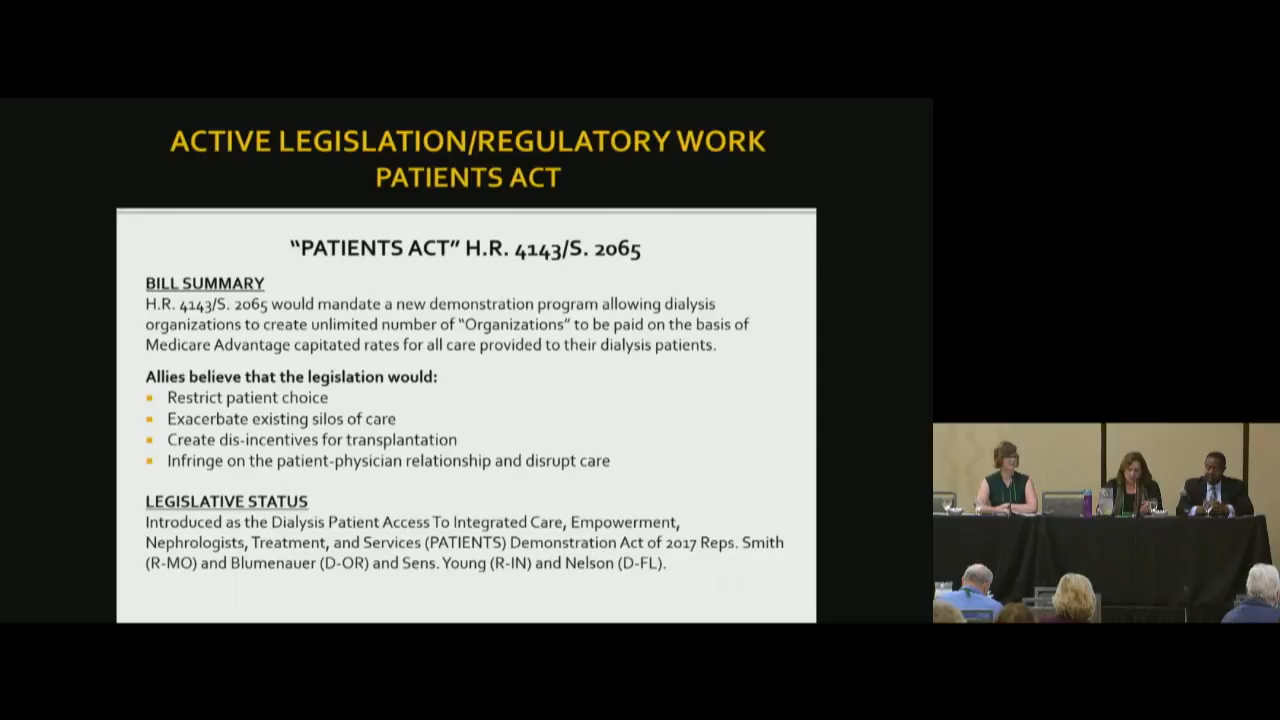 ACTIVE LEGISLATION/REGULATORY WORK
PATIENTS ACT
“PATIENTS ACT” H.R. 4143/S. 2065
BILL SUMMARY
H.R. 4143/S. 2065 would mandate a new demonstration program allowing dialysis
organizations to create unlimited number of “Organizations” to be paid on the basis of
Medicare Advantage capitated rates for all care provided to their dialysis patients.
Allies believe that the legislation would:
▪ Restrict patient choice
▪ Exacerbate existing silos of care
▪ Create dis-incentives for transplantation
▪ Infringe on the patient-physician relationship and disrupt care
LEGISLATIVE STATUS
Introduced as the Dialysis Patient Access To Integrated Care, Empowerment,
Nephrologists, Treatment, and Services (PATIENTS) Demonstration Act of 2017 Reps. Smith
(R-MO) and Blumenauer (D-OR) and Sens. Young (R-IN) and Nelson (D-FL).